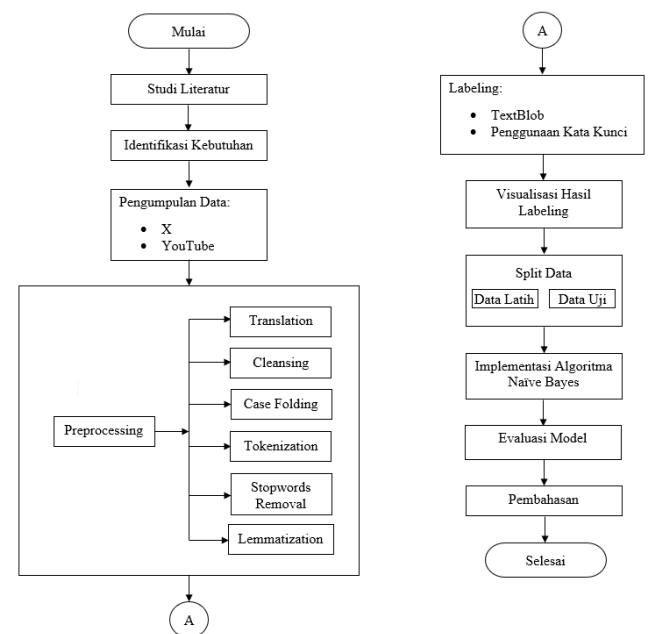 Mulai
Studi Literatur
Identifikasi Kebutuhan
Pengumpulan Data:
• X
• YouTube
Preprocessing
Translation
Cleansing
Case Folding
Tokenization
Stopwords
Removal
Lemmatization
A
A
Labeling:
• TextBlob
• Penggunaan Kata Kunci
Visualisasi Hasil
Labeling
Split Data
Data Latih
Data Uji
Implementasi Algoritma
Naïve Bayes
Evaluasi Model
Pembahasan
Selesai